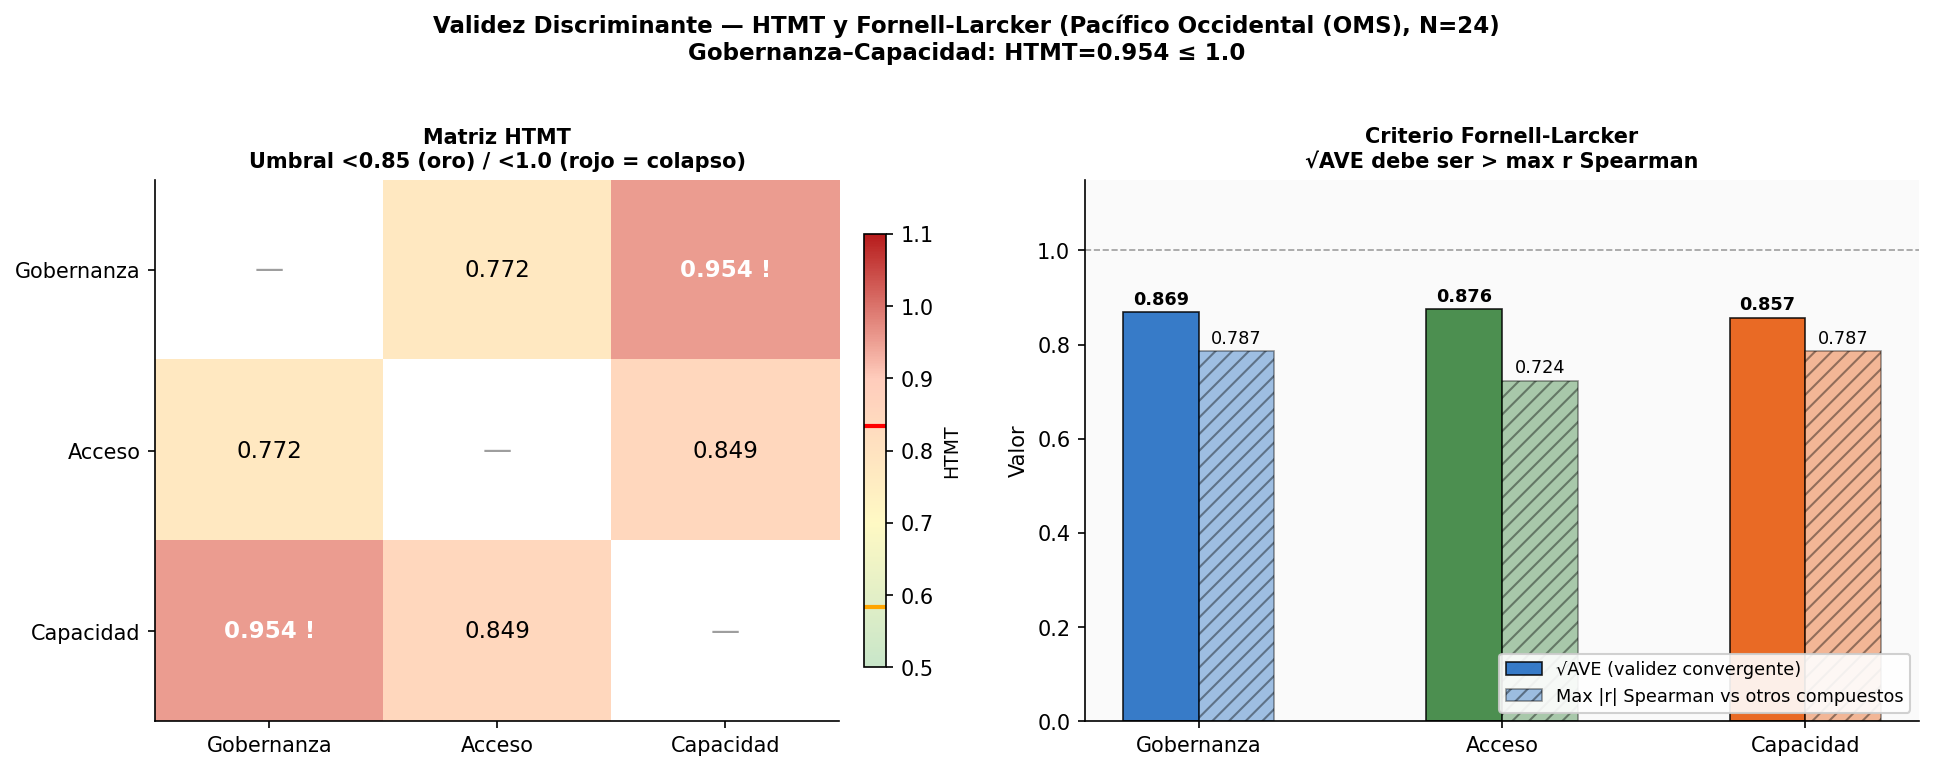 Validez Discriminante — HTMT y Fornell-Larcker (Pacífico Occidental (OMS), N=24)
Gobernanza–Capacidad: HTMT=0.954 ≤ 1.0
Matriz HTMT
Umbral <0.85 (oro) / <1.0 (rojo = colapso)
Gobernanza
—
0.772
0.954 !
Acceso
0.772
—
0.849
Capacidad
0.954 !
0.849
—
Gobernanza
Acceso
Capacidad
1.1
1.0
0.9
0.8
0.7
0.6
0.5
HTMT
Criterio Fornell-Larcker
√AVE debe ser > max r Spearman
Valor
1.0
0.8
0.6
0.4
0.2
0.0
0.869
0.787
0.876
0.724
0.857
0.787
√AVE (validez convergente)
Max |r| Spearman vs otros compuestos
Gobernanza
Acceso
Capacidad